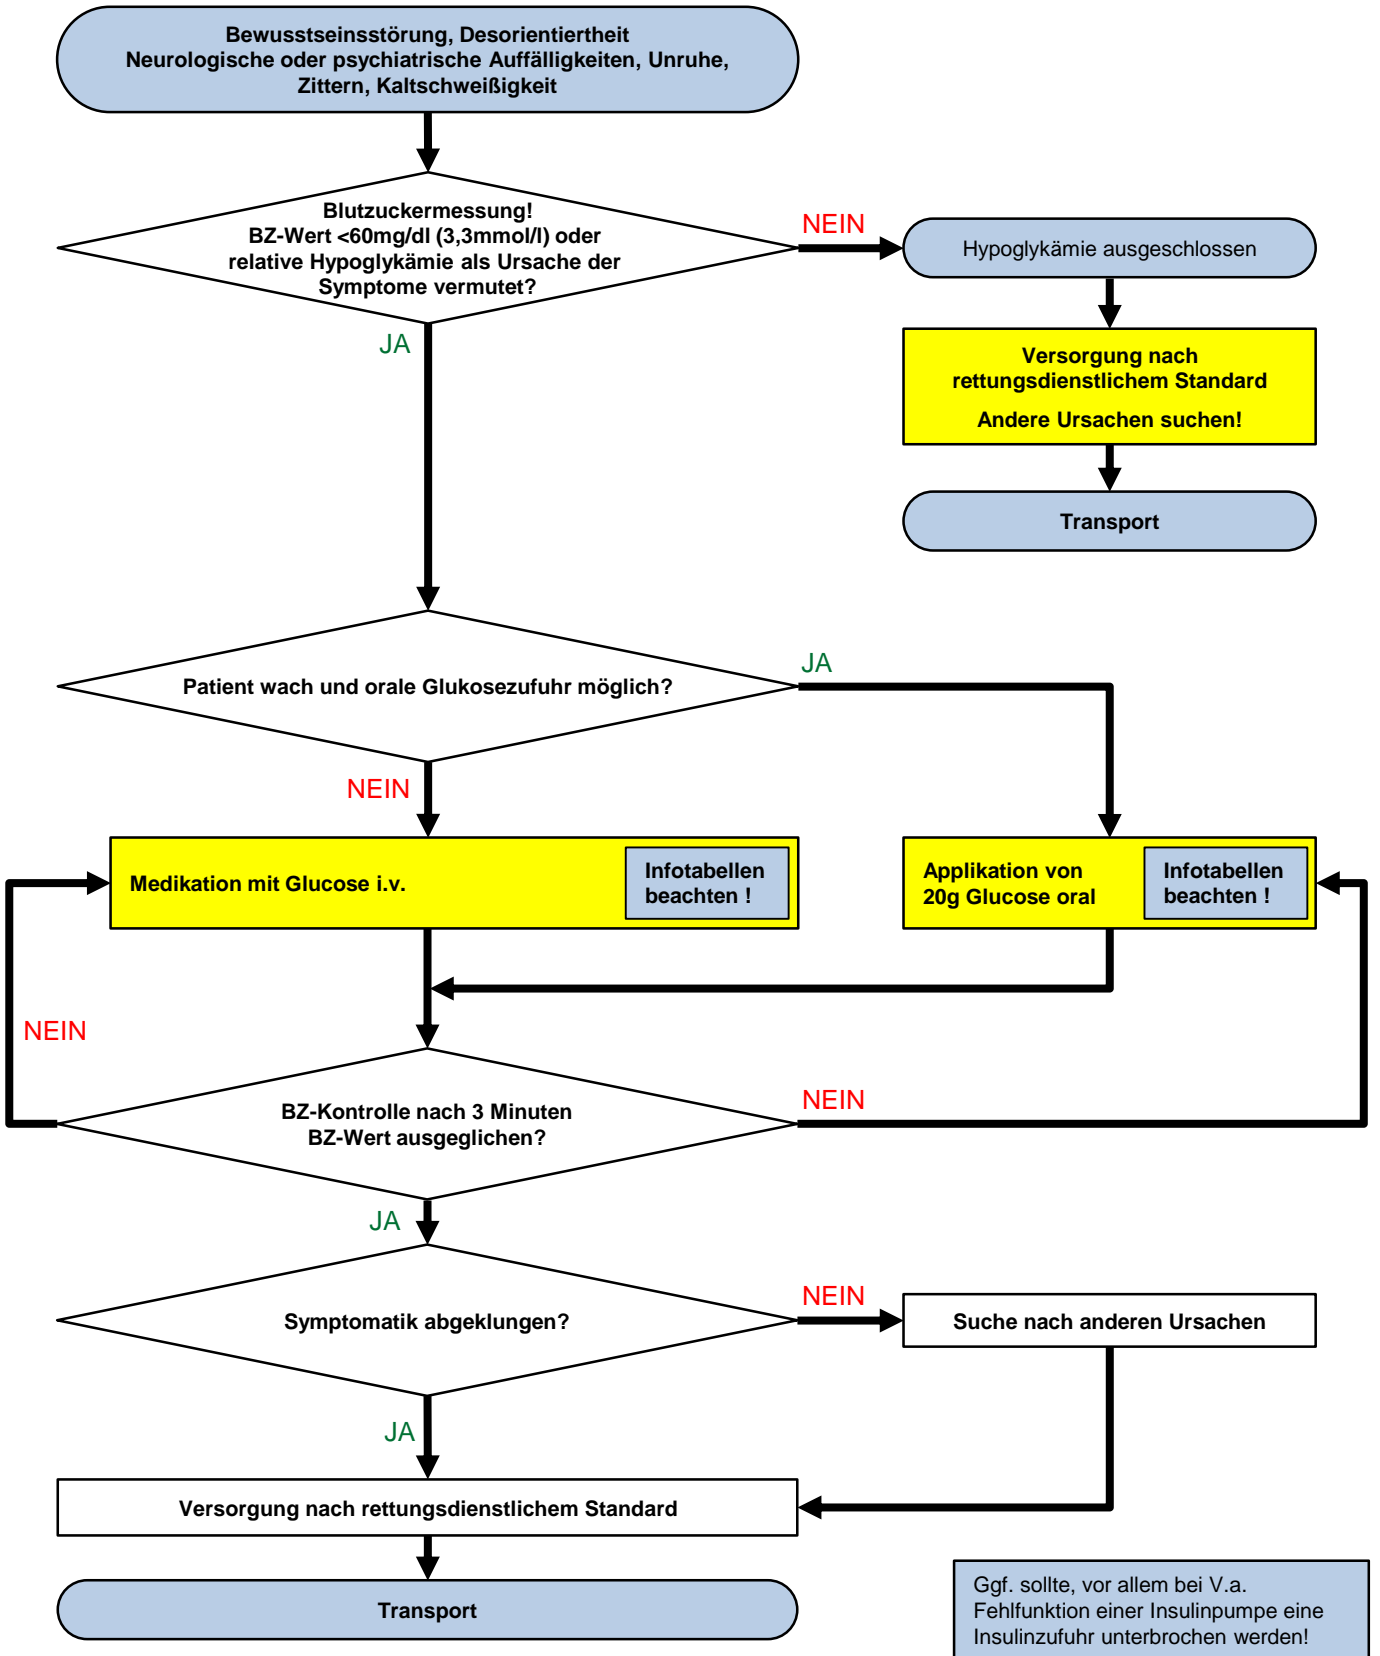 Bewusstseinsstörung, Desorientiertheit
Neurologische oder psychiatrische Auffälligkeiten, Unruhe,
Zittern, Kaltschweißigkeit
Blutzuckermessung!
BZ-Wert <60mg/dl (3,3mmol/l) oder
relative Hypoglykämie als Ursache der
Symptome vermutet?
NEIN
Hypoglykämie ausgeschlossen
JA
Versorgung nach
rettungsdienstlichem Standard
Andere Ursachen suchen!
Transport
Patient wach und orale Glukosezufuhr möglich?
JA
NEIN
Medikation mit Glucose i.v.
Infotabellen
beachten !
Applikation von
20g Glucose oral
Infotabellen
beachten !
NEIN
BZ-Kontrolle nach 3 Minuten
BZ-Wert ausgeglichen?
NEIN
JA
Symptomatik abgeklungen?
NEIN
Suche nach anderen Ursachen
JA
Versorgung nach rettungsdienstlichem Standard
Transport
Ggf. sollte, vor allem bei V.a.
Fehlfunktion einer Insulinpumpe eine
Insulinzufuhr unterbrochen werden!